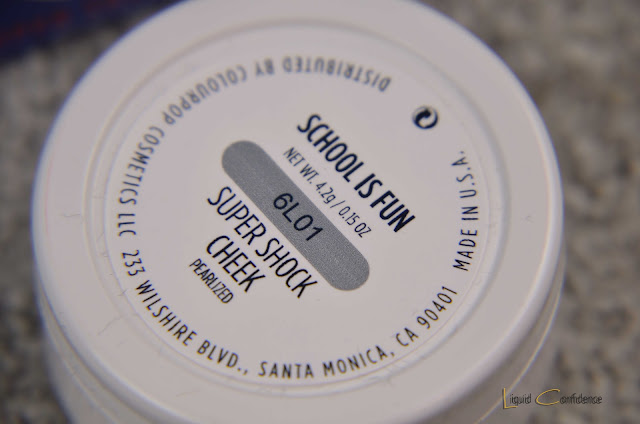 SCHOOL IS FUN
NET WT. 4.2g / 0.15 oz
6L01
SUPER SHOCK
CHEEK
PEARLIZED
DISTRIBUTED BY COLOURPOP COSMETICS LLC 233 WILSHIRE BLVD., SANTA MONICA, CA 90401 MADE IN U.S.A.
Liquid Confidence